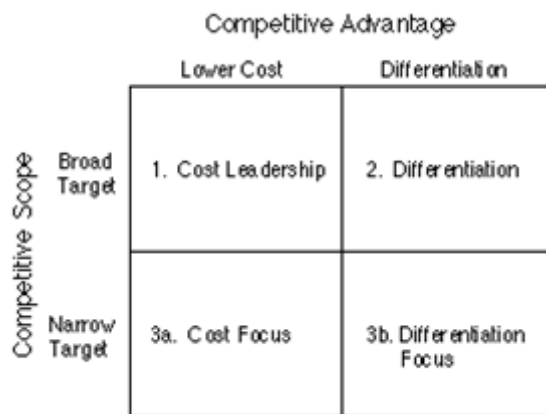 Competitive Advantage
Lower Cost
Differentiation
Competitive Scope
Broad
Target
1. Cost Leadership
2. Differentiation
Narrow
Target
3a. Cost Focus
3b. Differentiation
Focus